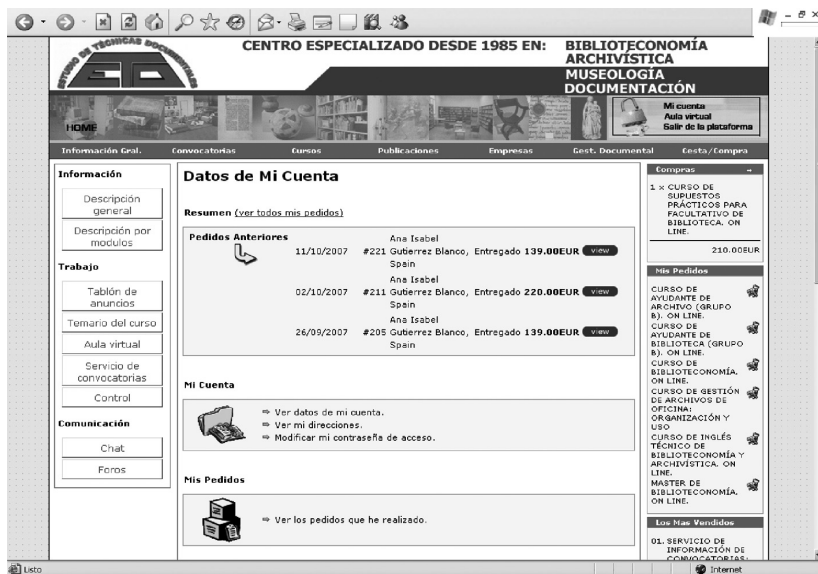 ESTUDIO DE TÉCNICAS DOCUMENTALES
ETD
CENTRO ESPECIALIZADO DESDE 1985 EN:
BIBLIOTECONOMÍA
ARCHIVÍSTICA
MUSEOLOGÍA
DOCUMENTACIÓN
HOME
Mi cuenta
Aula virtual
Salir de la plataforma
Información Gral. Convocatorias Cursos Publicaciones Empresas Gest. Documental Cesta/Compra
Información
Descripción
general
Descripción por
modulos
Trabajo
Tablón de
anuncios
Temario del curso
Aula virtual
Servicio de
convocatorias
Control
Comunicación
Chat
Foros
Datos de Mi Cuenta
Resumen (ver todos mis pedidos)
Pedidos Anteriores
Ana Isabel
11/10/2007 #221 Gutierrez Blanco, Entregado 139.00EUR view
Spain
Ana Isabel
02/10/2007 #211 Gutierrez Blanco, Entregado 220.00EUR view
Spain
Ana Isabel
26/09/2007 #205 Gutierrez Blanco, Entregado 139.00EUR view
Spain
Mi Cuenta
Ver datos de mi cuenta.
Ver mi direcciones.
Modificar mi contraseña de acceso.
Mis Pedidos
Ver los pedidos que he realizado.
Compras
1 x CURSO DE
SUPUESTOS
PRÁCTICOS PARA
FACULTATIVO DE
BIBLIOTECA. ON
LINE.
210.00EUR
Mis Pedidos
CURSO DE
AYUDANTE DE
ARCHIVO (GRUPO
B). ON LINE.
CURSO DE
AYUDANTE DE
BIBLIOTECA (GRUPO
B). ON LINE.
CURSO DE
BIBLIOTECONOMÍA.
ON LINE.
CURSO DE GESTIÓN
DE ARCHIVOS DE
OFICINA:
ORGANIZACIÓN Y
USO
CURSO DE INGLÉS
TÉCNICO DE
BIBLIOTECONOMÍA Y
ARCHIVÍSTICA. ON
LINE.
MASTER DE
BIBLIOTECONOMÍA.
ON LINE.
Los Mas Vendidos
01. SERVICIO DE
INFORMACIÓN DE
CONVOCATORIAS:
Listo
Internet